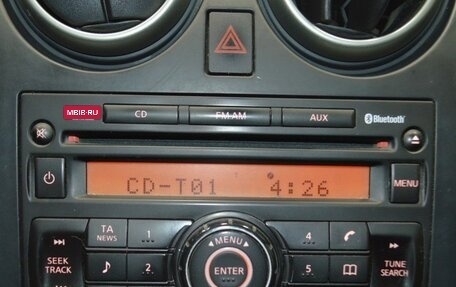 MBIB·RU
CD
FM·AM
AUX
Bluetooth
CD-T01 4:26
MENU
TA
NEWS
1
MENU
4
TUNE
SEARCH
SEEK
TRACK
2
ENTER
5